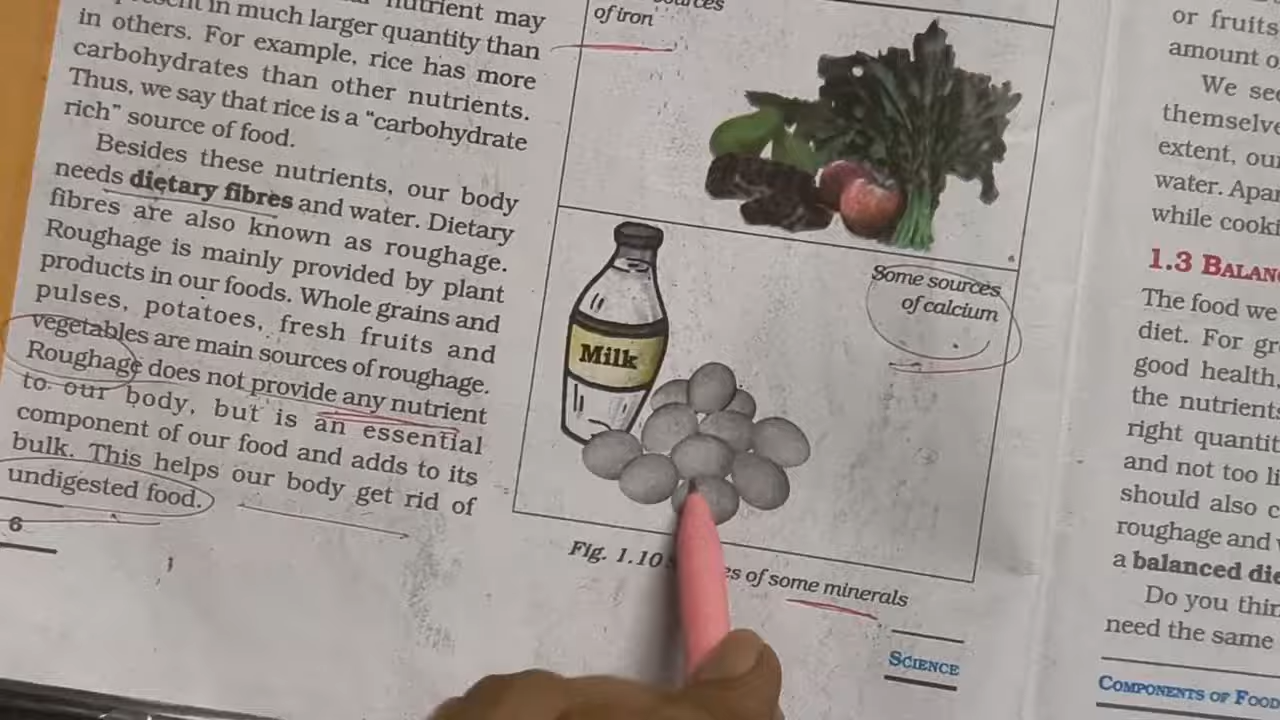 nutrient may
in much larger quantity than
in others. For example, rice has more
carbohydrates than other nutrients.
Thus, we say that rice is a “carbohydrate
rich” source of food.
Besides these nutrients, our body
needs dietary fibres and water. Dietary
fibres are also known as roughage.
Roughage is mainly provided by plant
products in our foods. Whole grains and
pulses, potatoes, fresh fruits and
vegetables are main sources of roughage.
Roughage does not provide any nutrient
to our body, but is an essential
component of our food and adds to its
bulk. This helps our body get rid of
undigested food.
6
of iron
Milk
Some sources
of calcium
Fig. 1.10 of some minerals
SCIENCE
or fruits
amount o
We see
themselve
extent, our
water. Apar
while cooki
1.3 BALAN
The food we
diet. For gr
good health,
the nutrients
right quantit
and not too li
should also c
roughage and
a balanced die
Do you thin
need the same
COMPONENTS OF FOOD